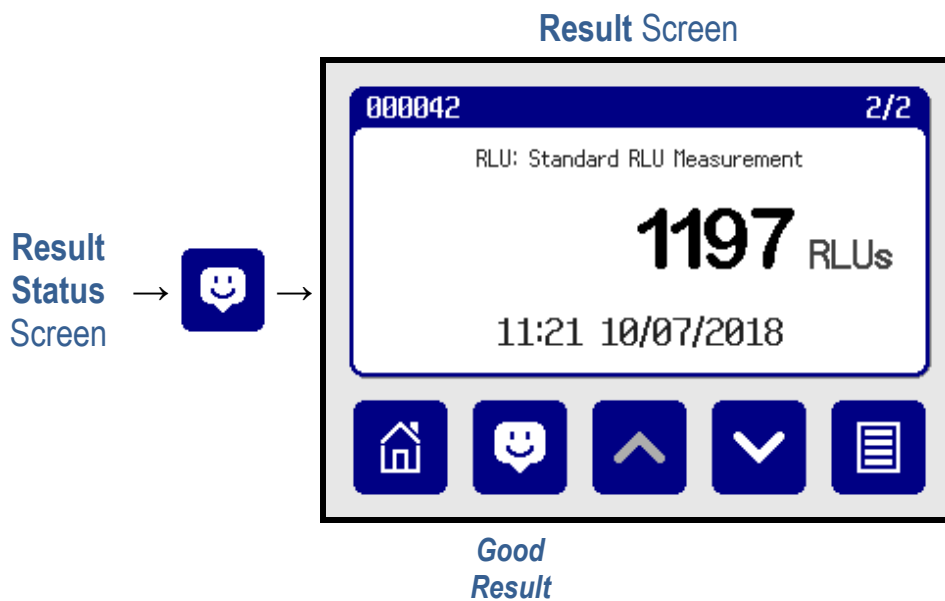 Result Screen
000042 2/2
RLU: Standard RLU Measurement
1197 RLUs
11:21 10/07/2018
Result
Status
Screen
→ →
Good
Result